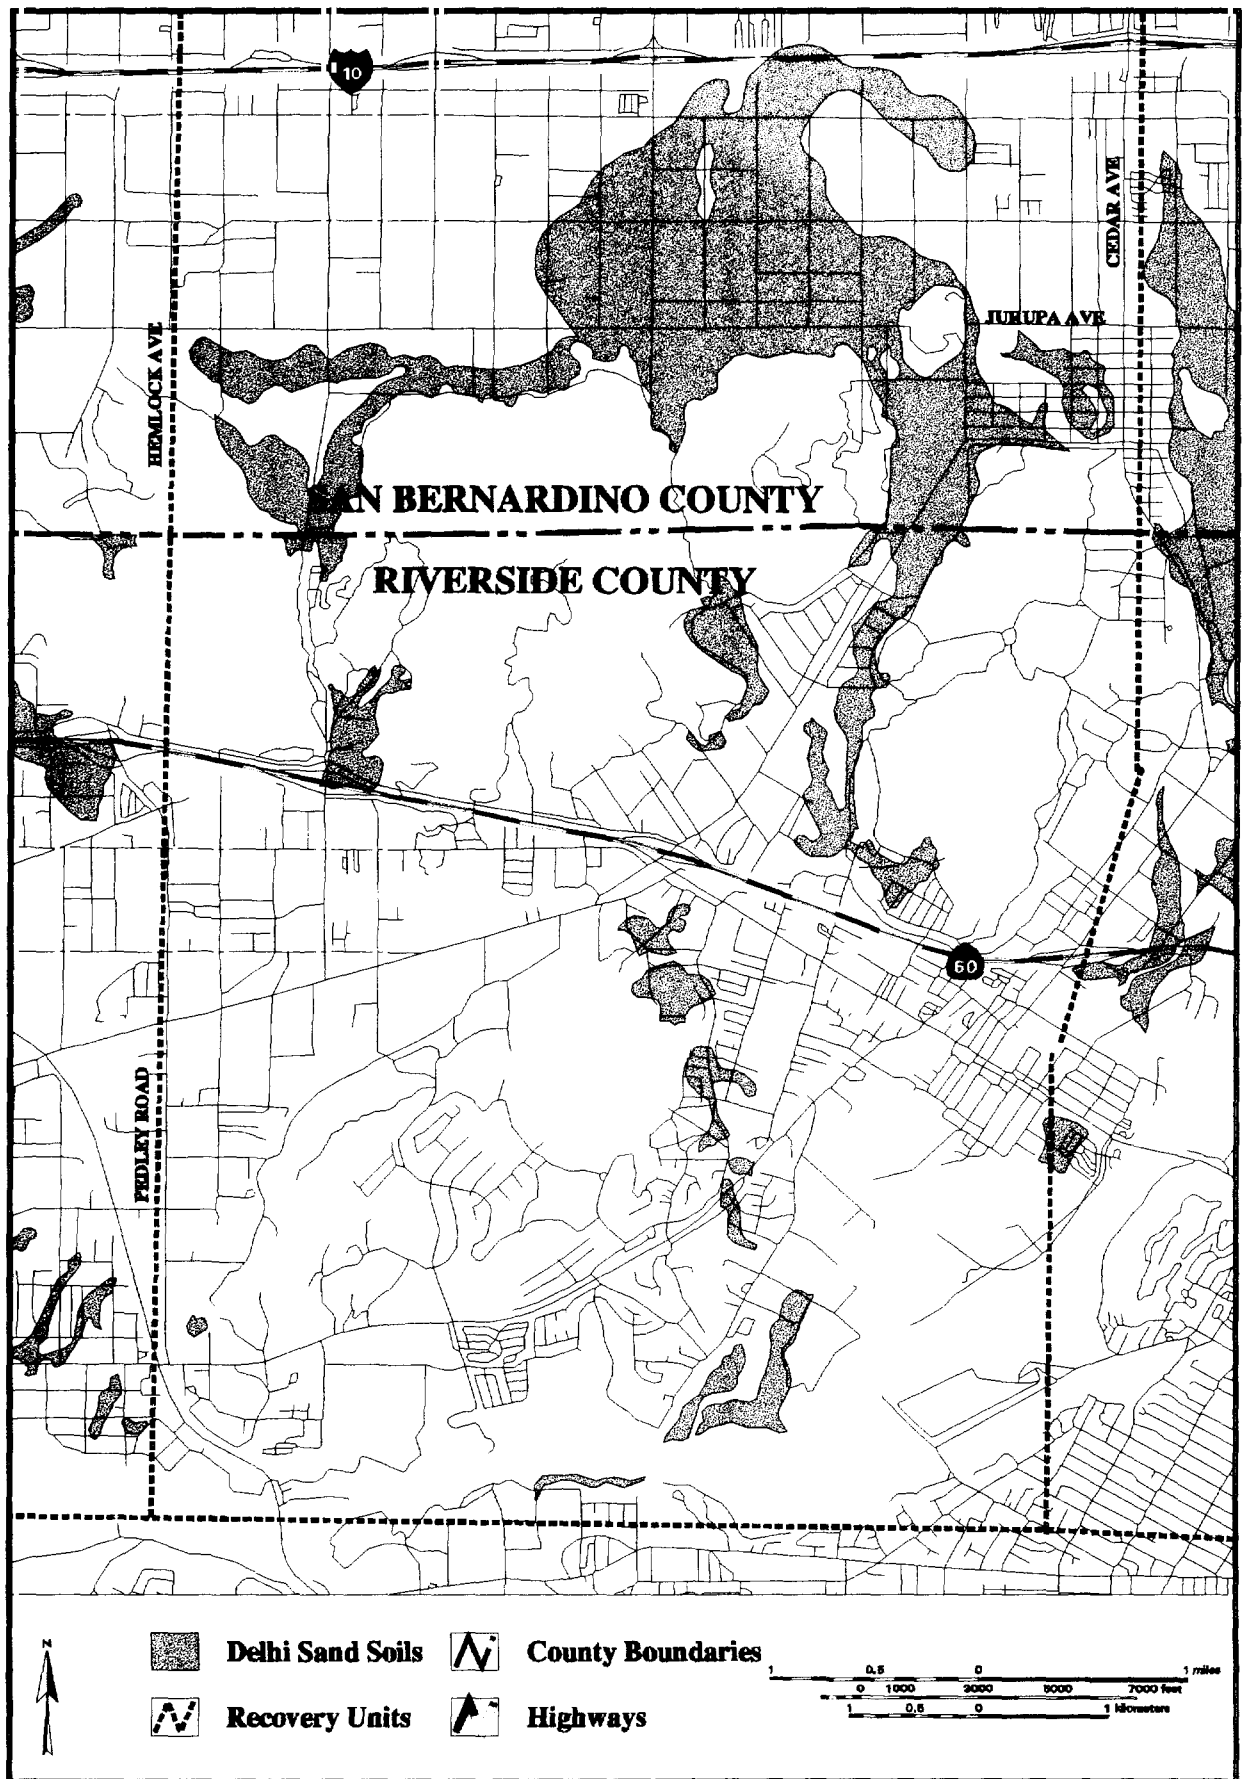 10
CEDAR AVE
JURUPA AVE
HEMLOCK AVE
SAN BERNARDINO COUNTY
RIVERSIDE COUNTY
60
PEDLEY ROAD
N
Delhi Sand Soils
County Boundaries
Recovery Units
Highways
1 0.5 0 1 miles
0 1000 3000 5000 7000 feet
1 0.5 0 1 kilometers